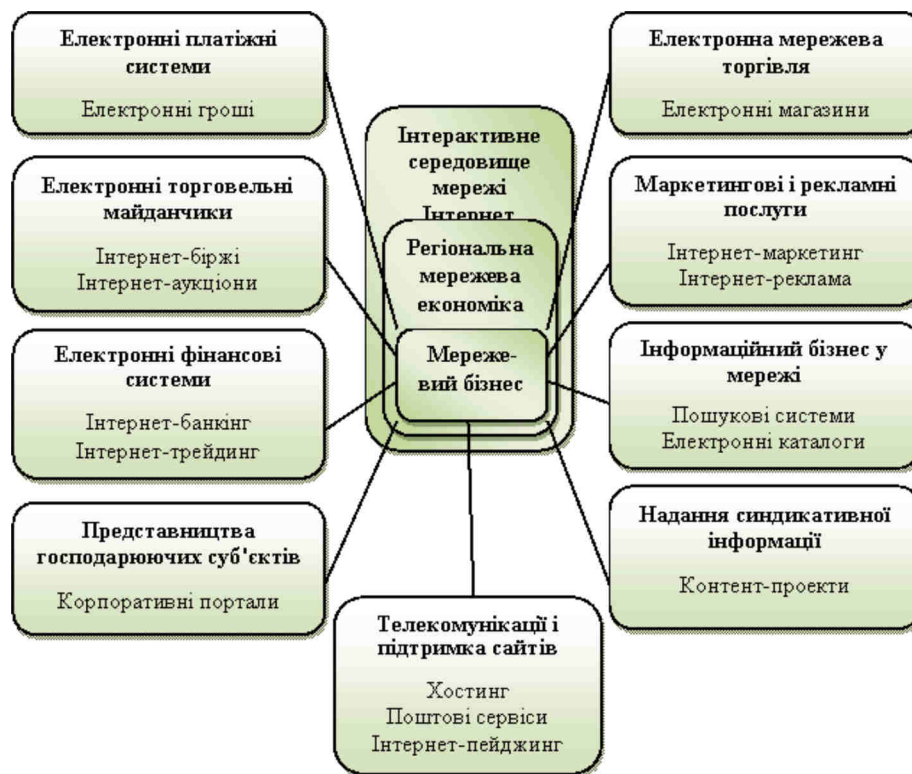 Електронні платіжні
системи
Електронні гроші
Електронні торговельні
майданчики
Інтернет-біржі
Інтернет-аукціони
Електронні фінансові
системи
Інтернет-банкінг
Інтернет-трейдинг
Представництва
господарюючих суб'єктів
Корпоративні портали
Інтерактивне
середовище
мережі
Інтернет
Регіональна
мережева
економіка
Мереже-
вий бізнес
Телекомунікації і
підтримка сайтів
Хостинг
Поштові сервіси
Інтернет-пейджинг
Електронна мережева
торгівля
Електронні магазини
Маркетингові і рекламні
послуги
Інтернет-маркетинг
Інтернет-реклама
Інформаційний бізнес у
мережі
Пошукові системи
Електронні каталоги
Надання синдикативної
інформації
Контент-проекти